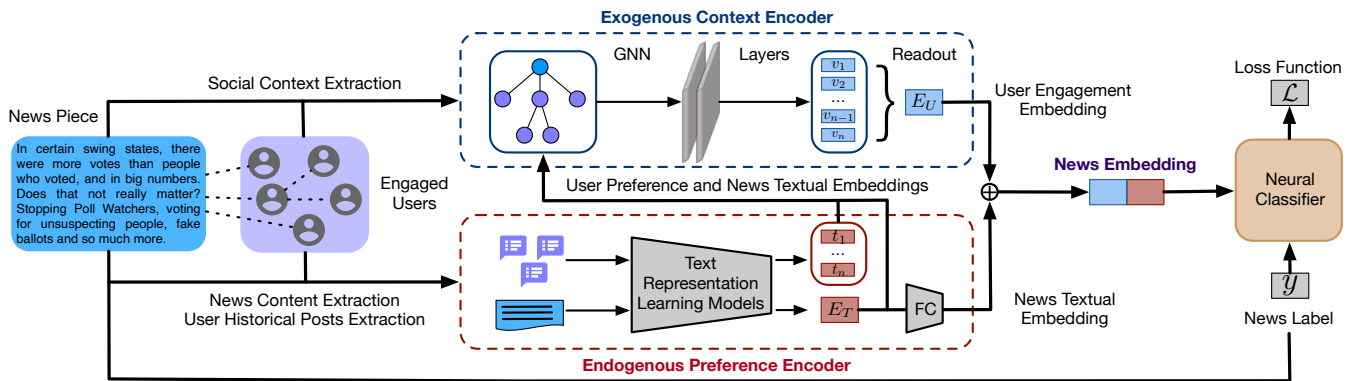 Exogenous Context Encoder
GNN
Layers
Readout
Social Context Extraction
v₁
v₂
...
vₙ₋₁
vₙ
E_U
User Engagement
Embedding
Loss Function
ℒ
News Piece
In certain swing states, there
were more votes than people
who voted, and in big numbers.
Does that not really matter?
Stopping Poll Watchers, voting
for unsuspecting people, fake
ballots and so much more.
Engaged
Users
User Preference and News Textual Embeddings
⊕
News Embedding
Neural
Classifier
t₁
...
tₙ
Text
Representation
Learning Models
E_T
FC
News Content Extraction
User Historical Posts Extraction
News Textual
Embedding
y
News Label
Endogenous Preference Encoder